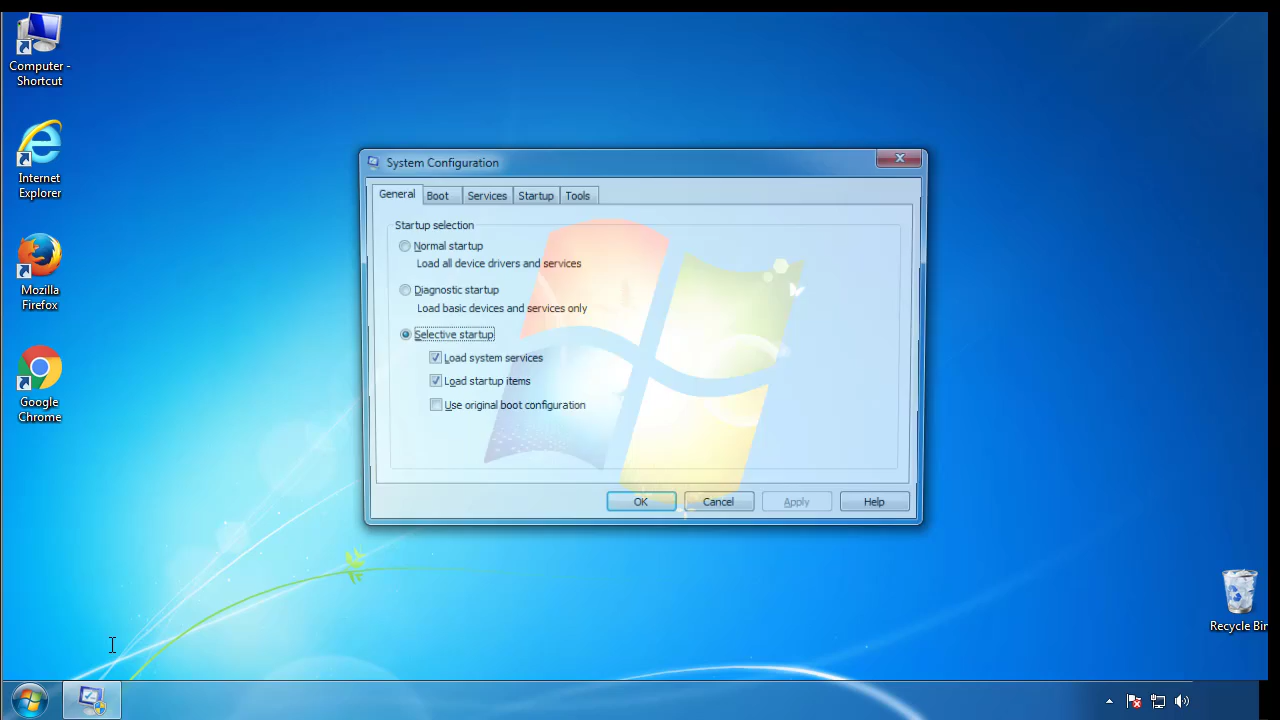 Computer -
Shortcut
Internet
Explorer
Mozilla
Firefox
Google
Chrome
System Configuration
General
Boot
Services
Startup
Tools
Startup selection
Normal startup
Load all device drivers and services
Diagnostic startup
Load basic devices and services only
Selective startup
Load system services
Load startup items
Use original boot configuration
OK
Cancel
Apply
Help
Recycle Bin